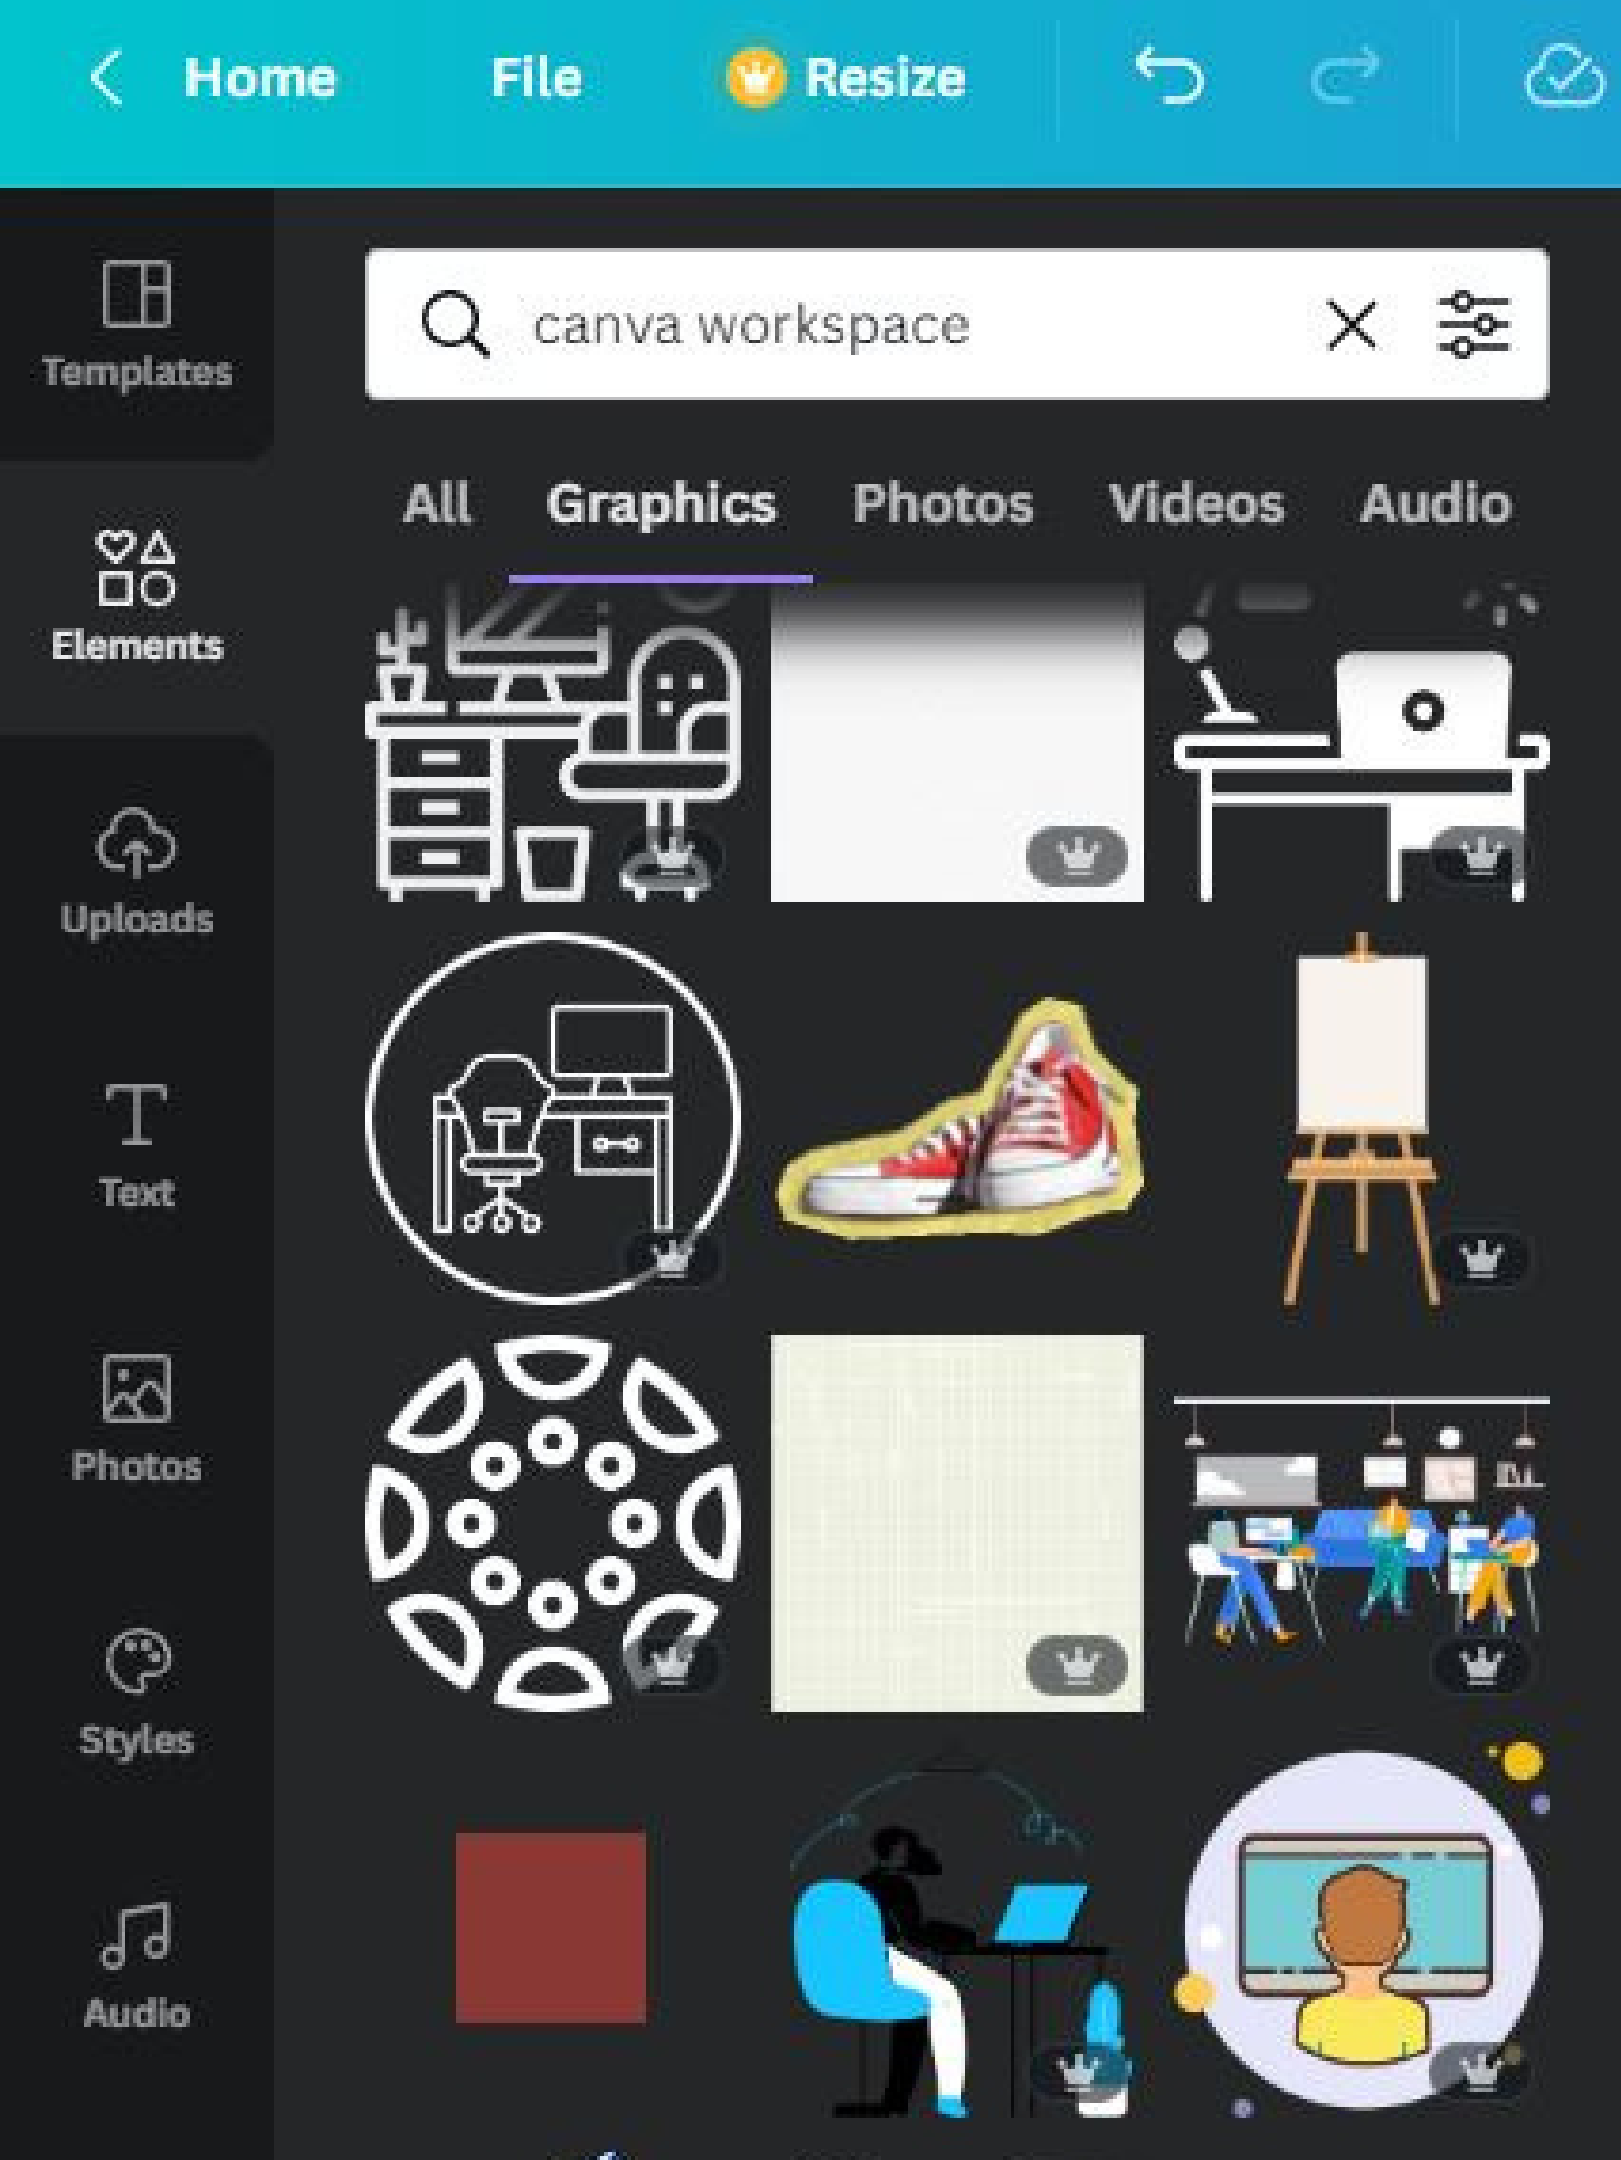 Home File Resize
canva workspace
All Graphics Photos Videos Audio
Templates
Elements
Uploads
Text
Photos
Styles
Audio